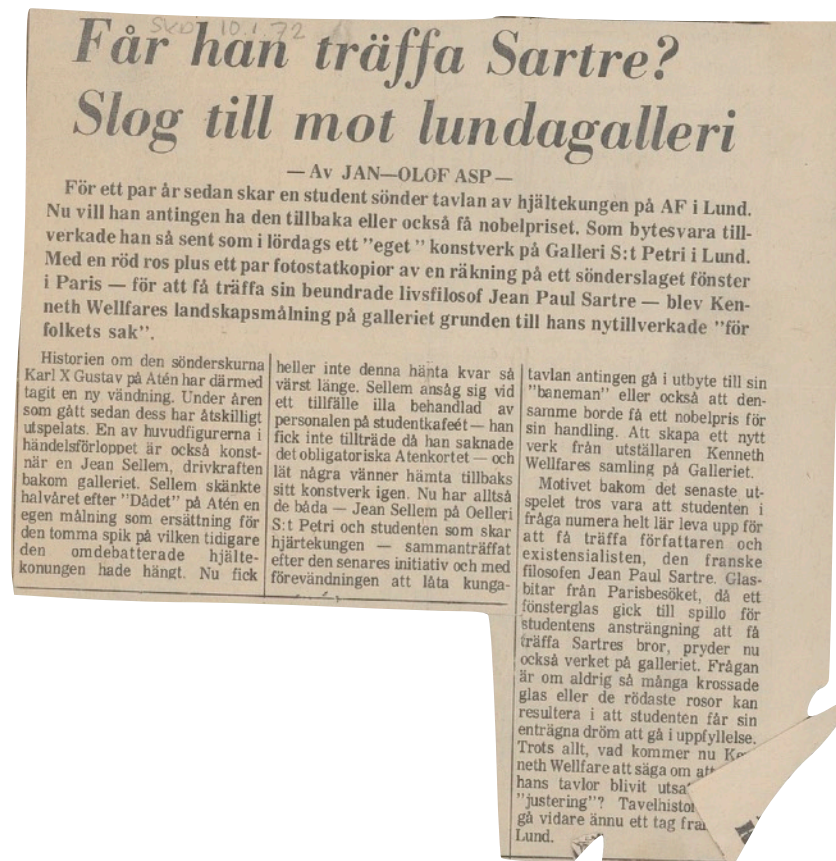 SKD 10.1.72
Får han träffa Sartre?
Slog till mot lundagalleri
— Av JAN—OLOF ASP —
För ett par år sedan skar en student sönder tavlan av hjältekungen på AF i Lund.
Nu vill han antingen ha den tillbaka eller också få nobelpriset. Som bytesvara till-
verkade han så sent som i lördags ett "eget" konstverk på Galleri S:t Petri i Lund.
Med en röd ros plus ett par fotostatkopior av en räkning på ett sönderslaget fönster
i Paris — för att få träffa sin beundrade livsfilosof Jean Paul Sartre — blev Ken-
neth Wellfares landskapsmålning på galleriet grunden till hans nytillverkade "för
folkets sak".
Historien om den sönderskurna
Karl X Gustav på Atén har därmed
tagit en ny vändning. Under åren
som gått sedan dess har åtskilligt
utspelats. En av huvudfigurerna i
händelsförloppet är också konst-
när en Jean Sellem, drivkraften
bakom galleriet. Sellem skänkte
halvåret efter "Dådet" på Atén en
egen målning som ersättning för
den tomma spik på vilken tidigare
den omdebatterade hjälte-
konungen hade hängt. Nu fick
heller inte denna hänta kvar så
värst länge. Sellem ansåg sig vid
ett tillfälle illa behandlad av
personalen på studentkafeét — han
fick inte tillträde då han saknade
det obligatoriska Atenkortet — och
lät några vänner hämta tillbaks
sitt konstverk igen. Nu har alltså
de båda — Jean Sellem på Oelleri
S:t Petri och studenten som skar
hjärtekungen — sammanträffat
efter den senares initiativ och med
förevändningen att låta kunga-
tavlan antingen gå i utbyte till sin
"baneman" eller också att den-
samme borde få ett nobelpris för
sin handling. Att skapa ett nytt
verk från utställaren Kenneth
Wellfares samling på Galleriet.
Motivet bakom det senaste ut-
spelet tros vara att studenten i
fråga numera helt lär leva upp för
att få träffa författaren och
existensialisten, den franske
filosofen Jean Paul Sartre. Glas-
bitar från Parisbesöket, då ett
fönsterglas gick till spillo för
studentens ansträngning att få
träffa Sartres bror, pryder nu
också verket på galleriet. Frågan
är om aldrig så många krossade
glas eller de rödaste rosor kan
resultera i att studenten får sin
enträgna dröm att gå i uppfyllelse.
Trots allt, vad kommer nu
neth Wellfare att säga om
hans tavlor blivit
"justering"?
gå vidare ännu ett tag
Lund.